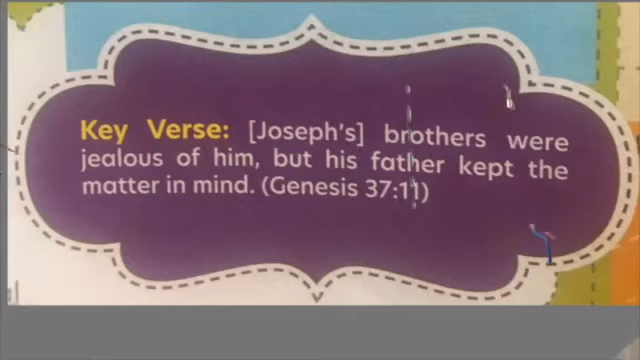 Key Verse: [Joseph's] brothers were
jealous of him, but his father kept the
matter in mind. (Genesis 37:11)